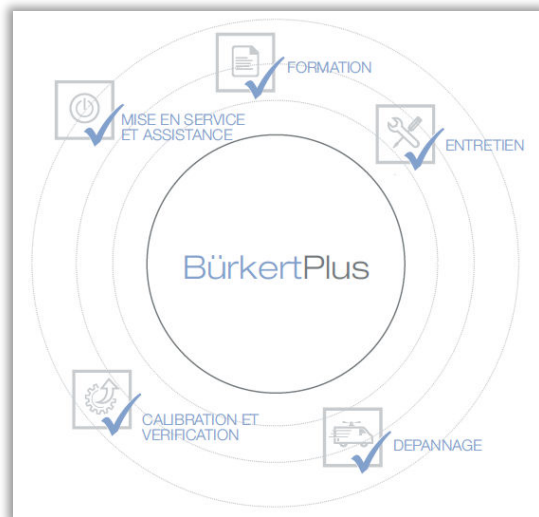 FORMATION
MISE EN SERVICE
ET ASSISTANCE
ENTRETIEN
BürkertPlus
CALIBRATION ET
VERIFICATION
DEPANNAGE